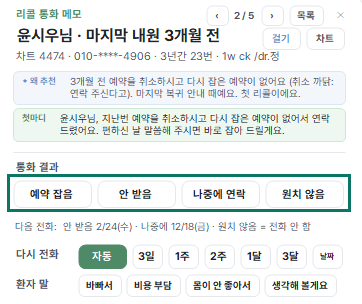 리콜 통화 메모
‹ 2 / 5 › 목록 ×
윤시우님 · 마지막 내원 3개월 전
걸기 차트
차트 4474 · 010-****-4906 · 3년간 23번 · 1w ck /dr.정
✦ 왜 추천 3개월 전 예약을 취소하시고 다시 잡은 예약이 없어요 (취소 까닭:
연락 주신다고). 마지막 복귀 안내 때예요. 첫 리콜이에요.
첫마디 윤시우님, 지난번 예약을 취소하시고 다시 잡은 예약이 없어서 연락
드렸어요. 편하신 날 말씀해 주시면 바로 잡아 드릴게요.
통화 결과
예약 잡음 안 받음 나중에 연락 원치 않음
다음 전화: 안 받음 2/24(수) · 나중에 12/18(금) · 원치 않음 = 전화 안 함
다시 전화 자동 3일 1주 2주 1달 3달 날짜
환자 말 바빠서 비용 부담 몸이 안 좋아서 생각해 볼게요